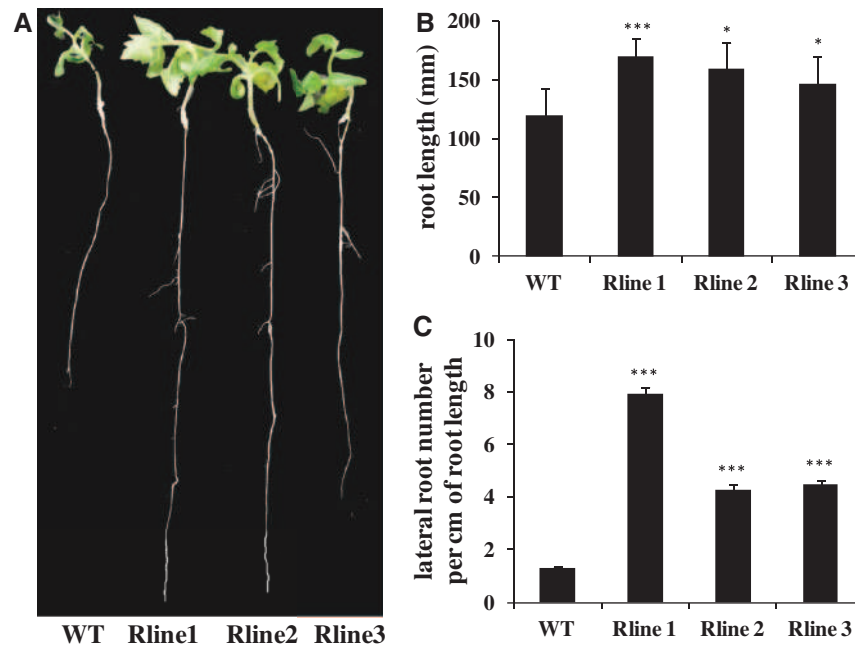 A
WT Rline1 Rline2 Rline3
B
root length (mm)
200
150
100
50
0
***
*
*
WT Rline 1 Rline 2 Rline 3
C
lateral root number
per cm of root length
10
8
6
4
2
0
***
***
***
WT Rline 1 Rline 2 Rline 3